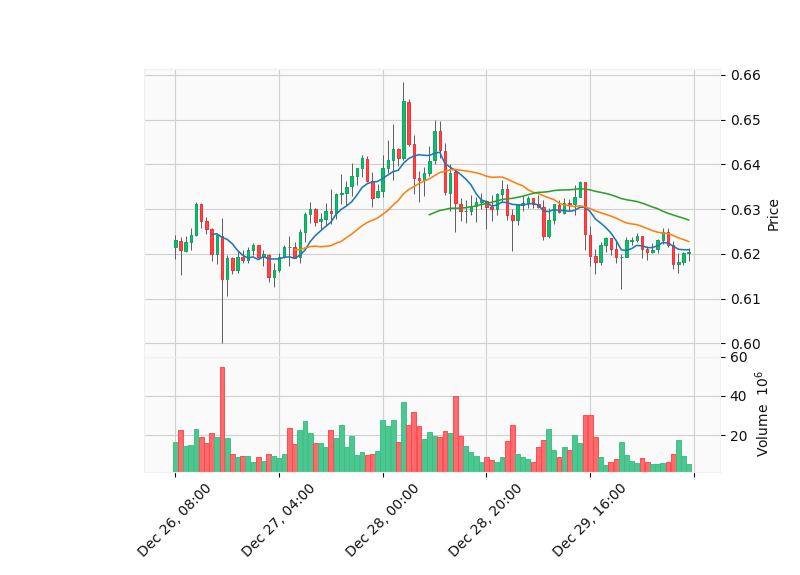 0.66
0.65
0.64
0.63
0.62
0.61
0.60
Price
60
40
20
Volume 10^6
Dec 26, 08:00
Dec 27, 04:00
Dec 28, 00:00
Dec 28, 20:00
Dec 29, 16:00